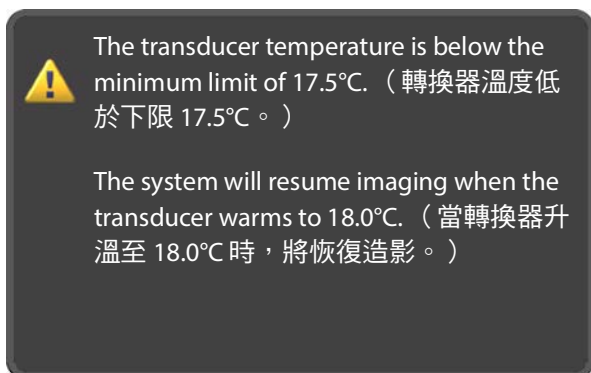 The transducer temperature is below the
minimum limit of 17.5°C. （轉換器溫度低
於下限 17.5°C。）
The system will resume imaging when the
transducer warms to 18.0°C. （當轉換器升
溫至 18.0°C 時，將恢復造影。）